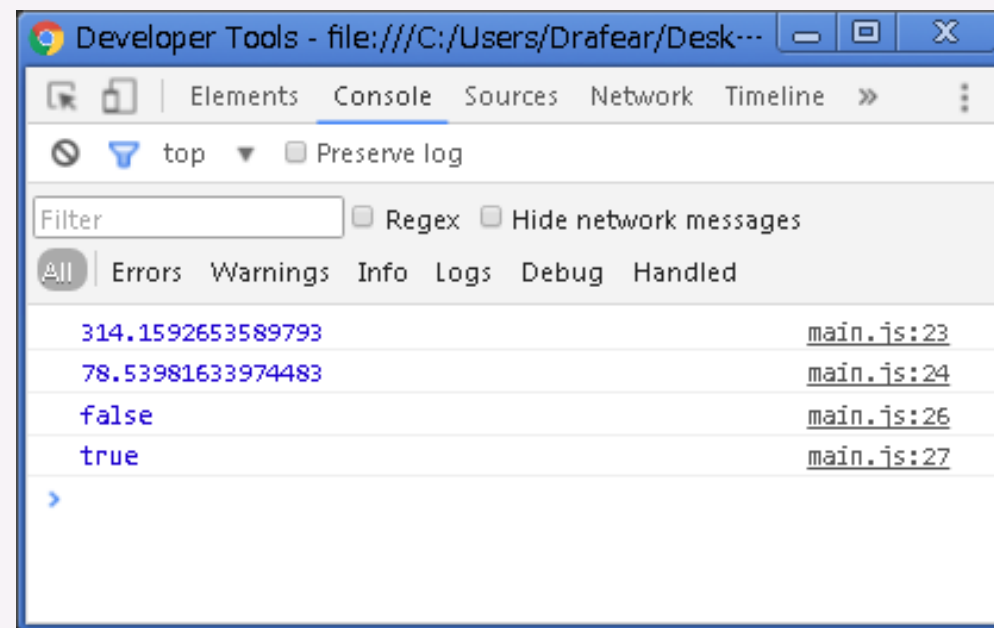 Developer Tools - file:///C:/Users/Drafear/Desk...
Elements Console Sources Network Timeline »
top ▼ Preserve log
Filter Regex Hide network messages
All Errors Warnings Info Logs Debug Handled
314.1592653589793 main.js:23
78.53981633974483 main.js:24
false main.js:26
true main.js:27
>